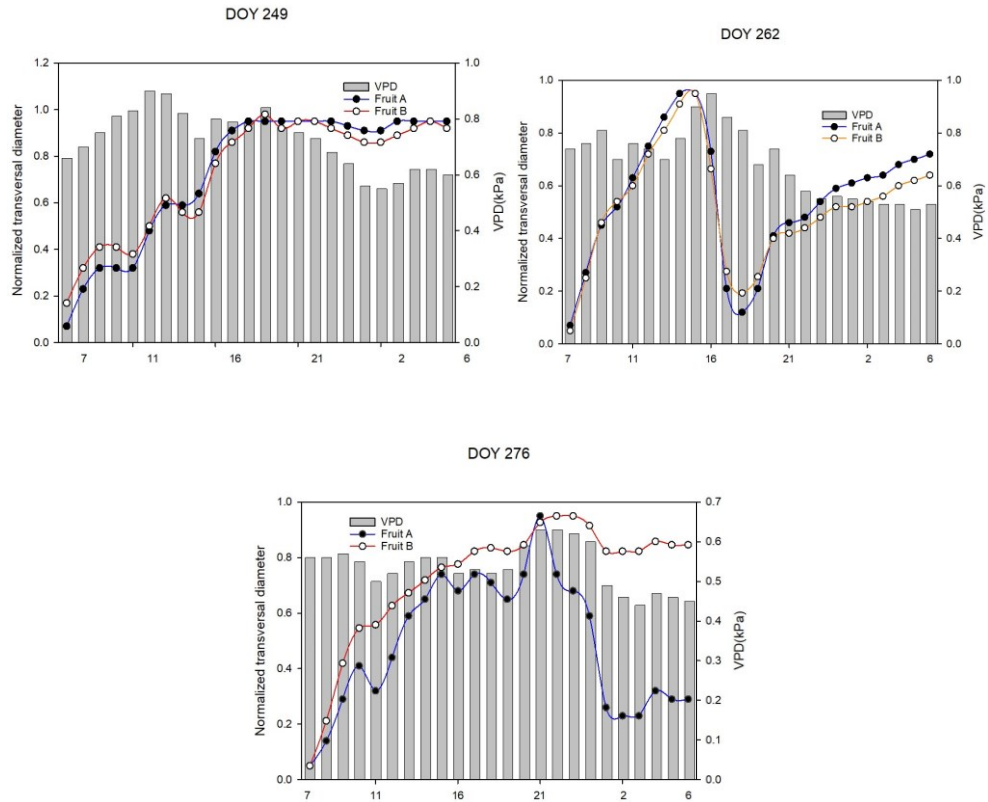 DOY 249
1.2
1.0
0.8
0.6
0.4
0.2
0.0
Normalized transversal diameter
VPD
Fruit A
Fruit B
1.0
0.8
0.6
0.4
0.2
0.0
VPD(kPa)
7 11 16 21 2 6
DOY 262
1.0
0.8
0.6
0.4
0.2
0.0
Normalized transversal diameter
VPD
Fruit A
Fruit B
1.0
0.8
0.6
0.4
0.2
0.0
VPD(kPa)
7 11 16 21 2 6
DOY 276
1.0
0.8
0.6
0.4
0.2
0.0
Normalized transversal diameter
VPD
Fruit A
Fruit B
0.7
0.6
0.5
0.4
0.3
0.2
0.1
0.0
VPD(kPa)
7 11 16 21 2 6